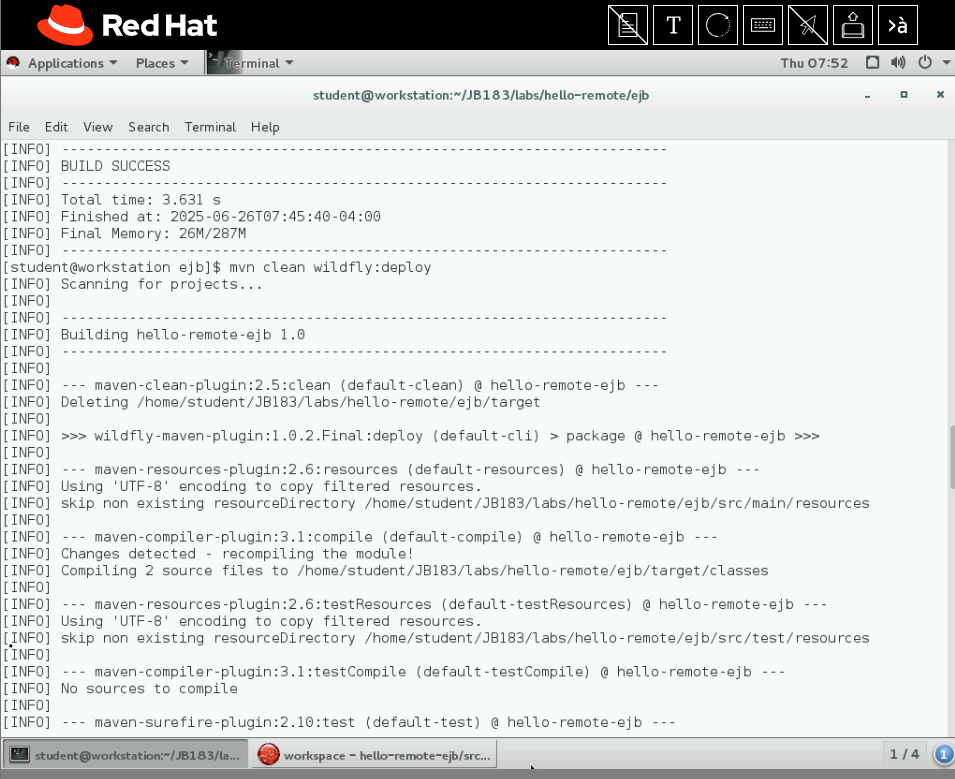 Red Hat
T
>à
Applications Places Terminal Thu 07:52
student@workstation:~/JB183/labs/hello-remote/ejb
File Edit View Search Terminal Help
[INFO] ------------------------------------------------------------------------
[INFO] BUILD SUCCESS
[INFO] ------------------------------------------------------------------------
[INFO] Total time: 3.631 s
[INFO] Finished at: 2025-06-26T07:45:40-04:00
[INFO] Final Memory: 26M/287M
[INFO] ------------------------------------------------------------------------
[student@workstation ejb]$ mvn clean wildfly:deploy
[INFO] Scanning for projects...
[INFO]
[INFO] ------------------------------------------------------------------------
[INFO] Building hello-remote-ejb 1.0
[INFO] ------------------------------------------------------------------------
[INFO]
[INFO] --- maven-clean-plugin:2.5:clean (default-clean) @ hello-remote-ejb ---
[INFO] Deleting /home/student/JB183/labs/hello-remote/ejb/target
[INFO]
[INFO] >>> wildfly-maven-plugin:1.0.2.Final:deploy (default-cli) > package @ hello-remote-ejb >>>
[INFO]
[INFO] --- maven-resources-plugin:2.6:resources (default-resources) @ hello-remote-ejb ---
[INFO] Using 'UTF-8' encoding to copy filtered resources.
[INFO] skip non existing resourceDirectory /home/student/JB183/labs/hello-remote/ejb/src/main/resources
[INFO]
[INFO] --- maven-compiler-plugin:3.1:compile (default-compile) @ hello-remote-ejb ---
[INFO] Changes detected - recompiling the module!
[INFO] Compiling 2 source files to /home/student/JB183/labs/hello-remote/ejb/target/classes
[INFO]
[INFO] --- maven-resources-plugin:2.6:testResources (default-testResources) @ hello-remote-ejb ---
[INFO] Using 'UTF-8' encoding to copy filtered resources.
[INFO] skip non existing resourceDirectory /home/student/JB183/labs/hello-remote/ejb/src/test/resources
[INFO]
[INFO] --- maven-compiler-plugin:3.1:testCompile (default-testCompile) @ hello-remote-ejb ---
[INFO] No sources to compile
[INFO]
[INFO] --- maven-surefire-plugin:2.10:test (default-test) @ hello-remote-ejb ---
student@workstation:~/JB183/la... workspace - hello-remote-ejb/src... 1 / 4 1